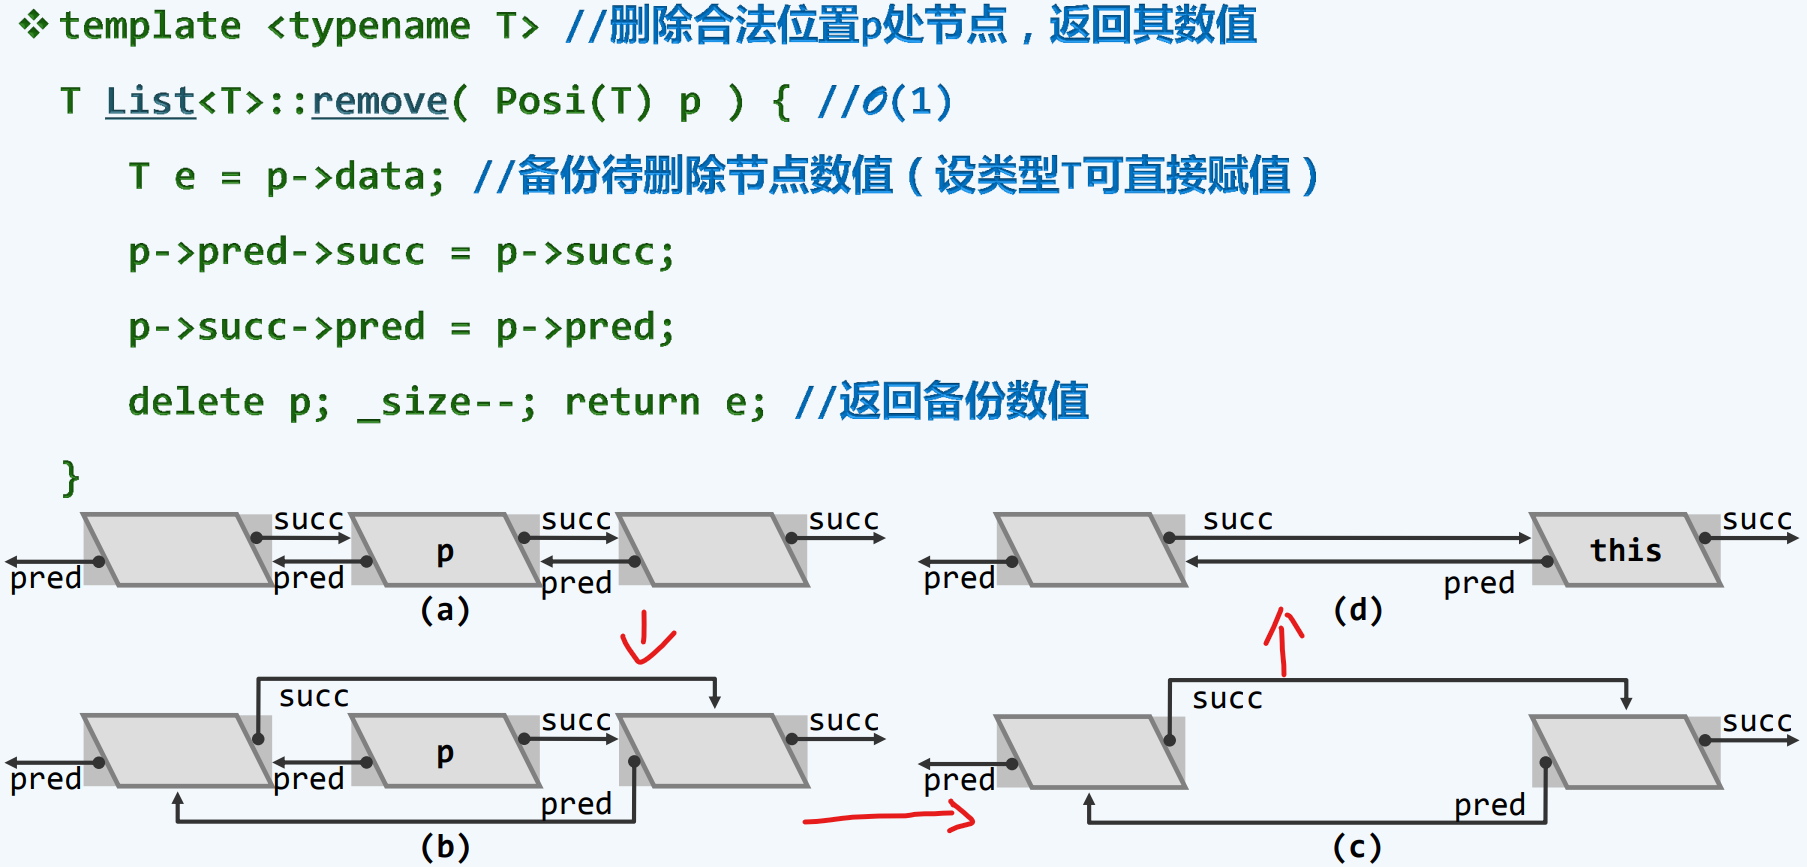 ❖ template <typename T> //删除合法位置p处节点，返回其数值
T List<T>::remove( Posi(T) p ) { //O(1)
T e = p->data; //备份待删除节点数值（设类型T可直接赋值）
p->pred->succ = p->succ;
p->succ->pred = p->pred;
delete p; _size--; return e; //返回备份数值
}
succ succ succ
p
pred pred pred
(a)
succ succ
this
pred pred
(d)
succ succ succ
p
pred pred pred
(b)
succ succ
pred pred
(c)